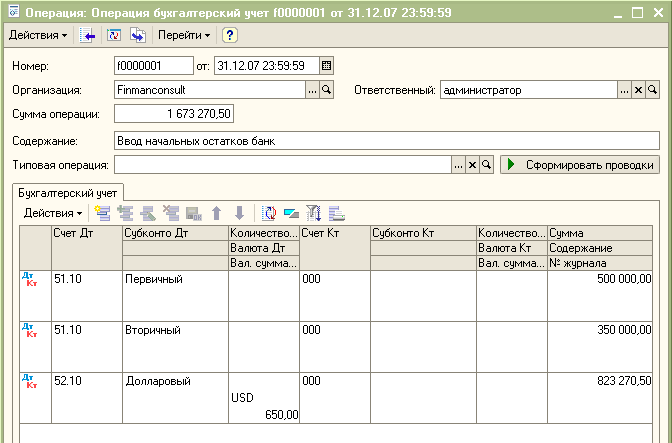 Операция: Операция бухгалтерский учет f0000001 от 31.12.07 23:59:59
Действия Перейти ?
Номер: f0000001 от: 31.12.07 23:59:59
Организация: Finmanconsult ... Ответственный: администратор ... x
Сумма операции: 1 673 270,50
Содержание: Ввод начальных остатков банк
Типовая операция: ... x Сформировать проводки
Бухгалтерский учет
Действия
Счет Дт Субконто Дт Количество... Счет Кт Субконто Кт Количество... Сумма
Валюта Дт Валюта Кт Содержание
Вал. сумма... Вал. сумма... № журнала
Дт Кт 51.10 Первичный 000 500 000,00
Дт Кт 51.10 Вторичный 000 350 000,00
Дт Кт 52.10 Долларовый 000 823 270,50
USD
650,00